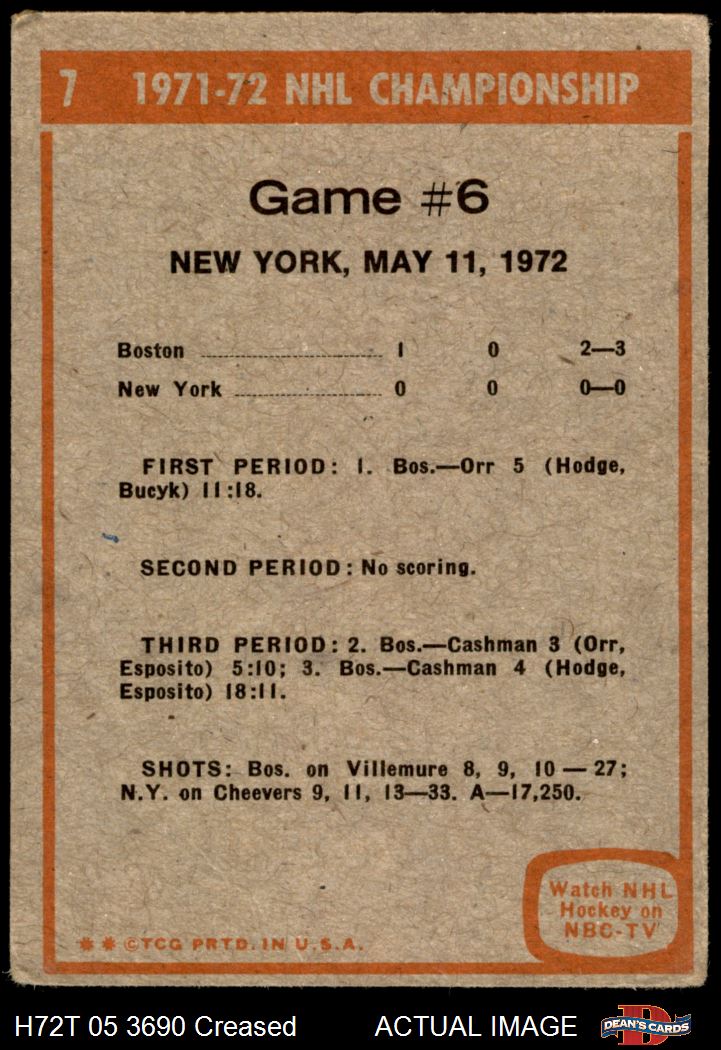 7 1971-72 NHL CHAMPIONSHIP
Game #6
NEW YORK, MAY 11, 1972
Boston ........................ 1 0 2—3
New York ........................ 0 0 0—0
FIRST PERIOD: 1. Bos.—Orr 5 (Hodge,
Bucyk) 11:18.
SECOND PERIOD: No scoring.
THIRD PERIOD: 2. Bos.—Cashman 3 (Orr,
Esposito) 5:10; 3. Bos.—Cashman 4 (Hodge,
Esposito) 18:11.
SHOTS: Bos. on Villemure 8, 9, 10 — 27;
N.Y. on Cheevers 9, 11, 13—33. A—17,250.
Watch NHL
Hockey on
NBC-TV
** ©TCG PRTD. IN U.S.A.
H72T 05 3690 Creased ACTUAL IMAGE D DEAN'S CARDS